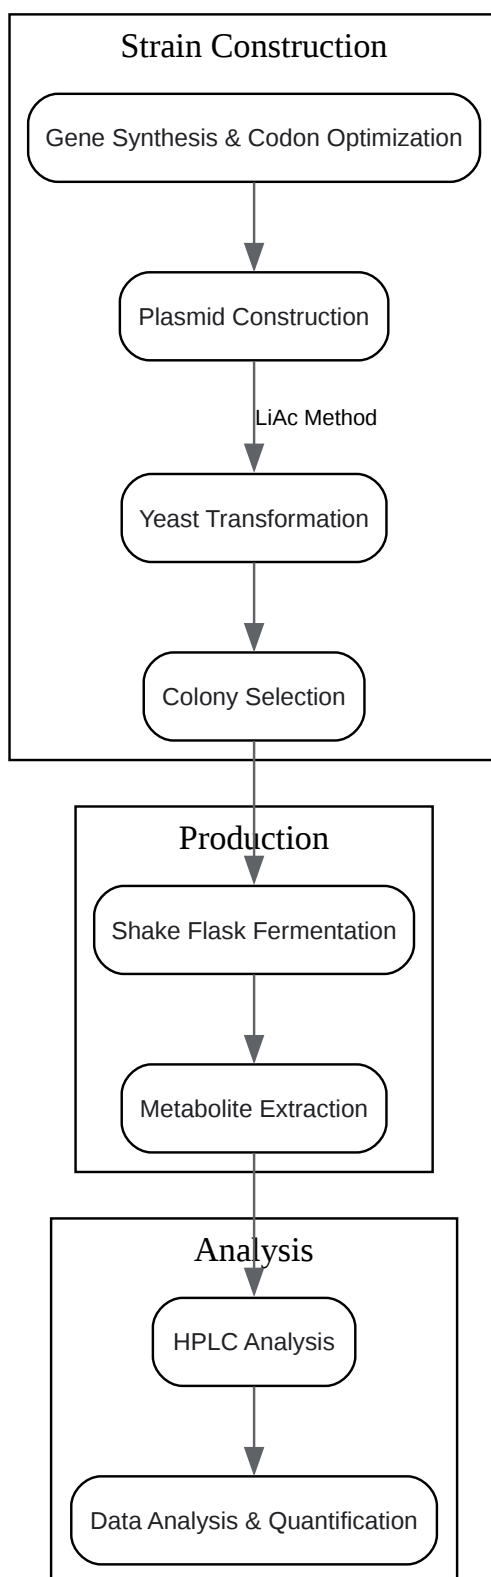 Strain Construction
Gene Synthesis & Codon Optimization
Plasmid Construction
LiAc Method
Yeast Transformation
Colony Selection
Production
Shake Flask Fermentation
Metabolite Extraction
Analysis
HPLC Analysis
Data Analysis & Quantification